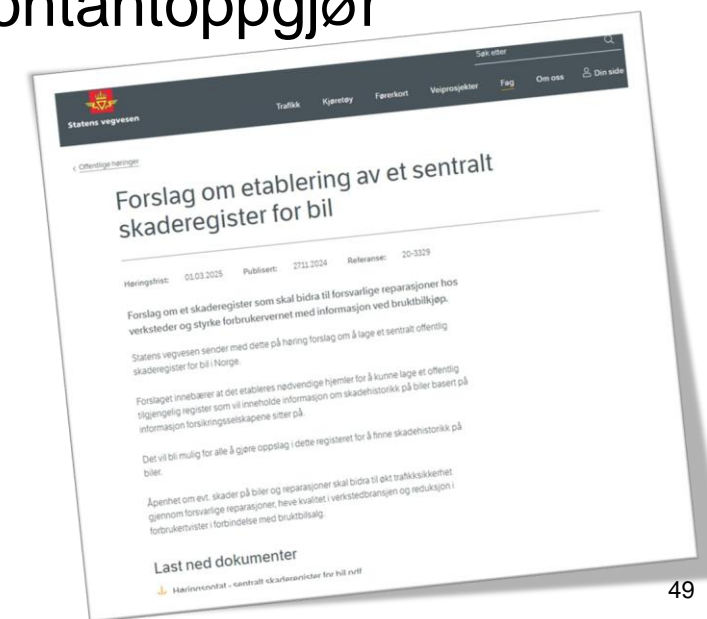 ontantoppgjør
Søk etter
Statens vegvesen
Trafikk Kjøretøy Førerkort Veiprosjekter Fag Om oss Din side
< Offentlige høringer
Forslag om etablering av et sentralt
skaderegister for bil
Høringsfrist: 01.03.2025 Publisert: 27.11.2024 Referanse: 20-3329
Forslag om et skaderegister som skal bidra til forsvarlige reparasjoner hos
verksteder og styrke forbrukervernet med informasjon ved bruktbilkjøp.
Statens vegvesen sender med dette på høring forslag om å lage et sentralt offentlig
skaderegister for bil i Norge.
Forslaget innebærer at det etableres nødvendige hjemler for å kunne lage et offentlig
tilgjengelig register som vil inneholde informasjon om skadehistorikk på biler basert på
informasjon forsikringsselskapene sitter på.
Det vil bli mulig for alle å gjøre oppslag i dette registeret for å finne skadehistorikk på
biler.
Åpenhet om evt. skader på biler og reparasjoner skal bidra til økt trafikksikkerhet
gjennom forsvarlige reparasjoner, heve kvalitet i verkstedbransjen og reduksjon i
forbrukertvister i forbindelse med bruktbilsalg.
Last ned dokumenter
Høringsnotat - sentralt skaderegister for bil.pdf
49